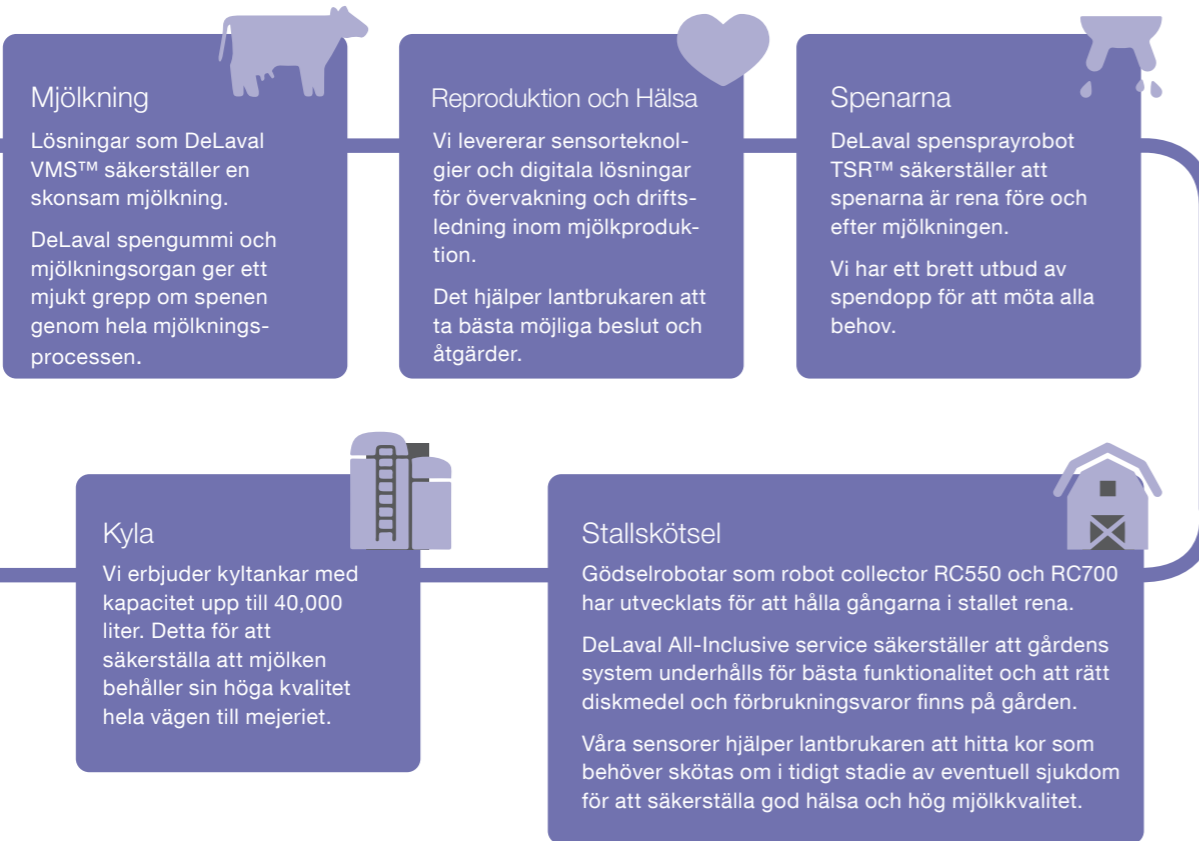 Mjölkning
Lösningar som DeLaval
VMS™ säkerställer en
skonsam mjölkning.
DeLaval spengummi och
mjölkningsorgan ger ett
mjukt grepp om spenen
genom hela mjölknings-
processen.
Reproduktion och Hälsa
Vi levererar sensorteknol-
gier och digitala lösningar
för övervakning och drifts-
ledning inom mjölkproduk-
tion.
Det hjälper lantbrukaren att
ta bästa möjliga beslut och
åtgärder.
Spenarna
DeLaval spensprayrobot
TSR™ säkerställer att
spenarna är rena före och
efter mjölkningen.
Vi har ett brett utbud av
spendopp för att möta alla
behov.
Kyla
Vi erbjuder kyltankar med
kapacitet upp till 40,000
liter. Detta för att
säkerställa att mjölken
behåller sin höga kvalitet
hela vägen till mejeriet.
Stallskötsel
Gödselrobotar som robot collector RC550 och RC700
har utvecklats för att hålla gångarna i stallet rena.
DeLaval All-Inclusive service säkerställer att gårdens
system underhålls för bästa funktionalitet och att rätt
diskmedel och förbrukningsvaror finns på gården.
Våra sensorer hjälper lantbrukaren att hitta kor som
behöver skötas om i tidigt stadie av eventuell sjukdom
för att säkerställa god hälsa och hög mjölkkvalitet.